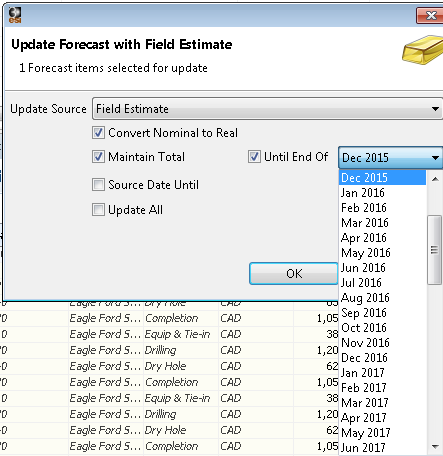 esi
Update Forecast with Field Estimate
1 Forecast items selected for update
Update Source Field Estimate
Convert Nominal to Real
Maintain Total Until End Of Dec 2015
Source Date Until
Update All
OK
Dec 2015
Jan 2016
Feb 2016
Mar 2016
Apr 2016
May 2016
Jun 2016
Jul 2016
Aug 2016
Sep 2016
Oct 2016
Nov 2016
Dec 2016
Jan 2017
Feb 2017
Mar 2017
Apr 2017
May 2017
Jun 2017
Eagle Ford S... Dry Hole CAD
20 Eagle Ford S... Completion CAD 1,05
0 Eagle Ford S... Equip & Tie-in CAD 38
20 Eagle Ford S... Drilling CAD 1,20
0 Eagle Ford S... Dry Hole CAD 62
20 Eagle Ford S... Completion CAD 1,05
0 Eagle Ford S... Equip & Tie-in CAD 38
20 Eagle Ford S... Drilling CAD 1,20
0 Eagle Ford S... Dry Hole CAD 62
20 Eagle Ford S... Completion CAD 1,05